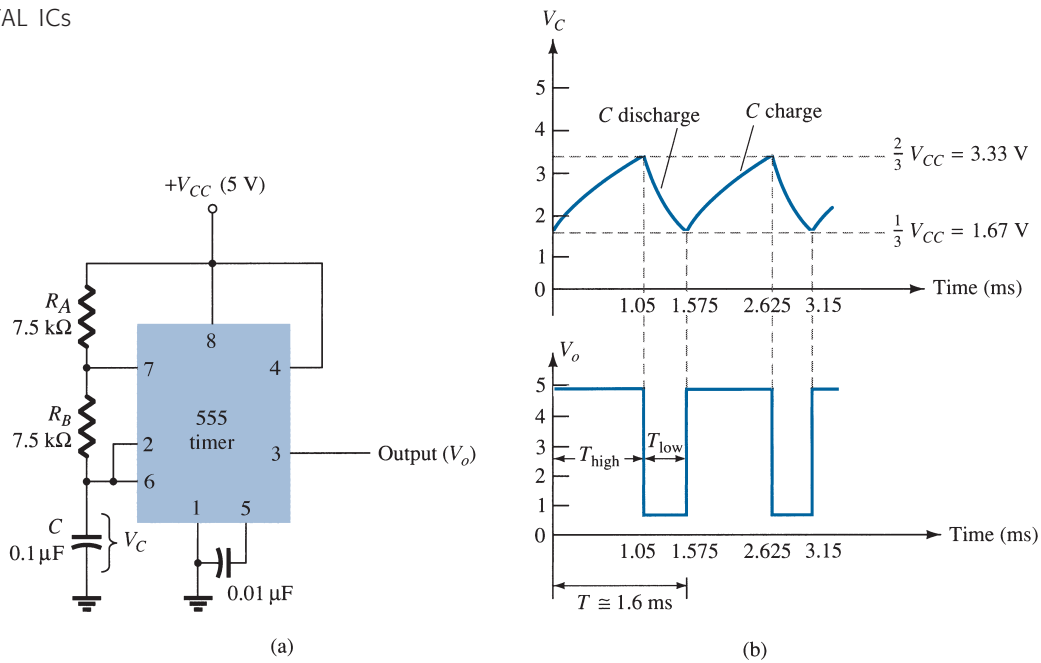 TAL ICs
+V_CC (5 V)
R_A
7.5 kΩ
R_B
7.5 kΩ
C
0.1 μF
V_C
8
7
4
555
timer
2
3
6
1
5
Output (V_o)
0.01 μF
(a)
V_C
5
4
3
2
1
0
C discharge
C charge
2/3 V_CC = 3.33 V
1/3 V_CC = 1.67 V
Time (ms)
1.05 1.575 2.625 3.15
V_o
5
4
3
2
1
0
T_high
T_low
Time (ms)
1.05 1.575 2.625 3.15
T ≅ 1.6 ms
(b)